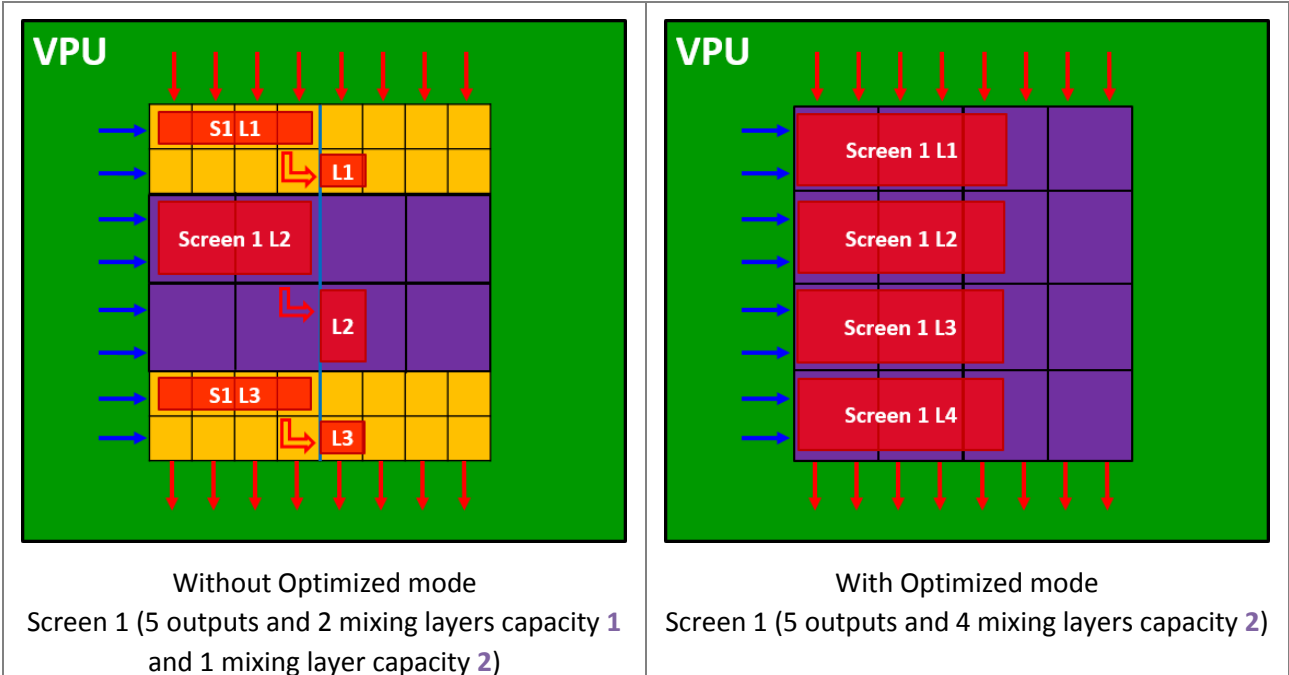 VPU
S1 L1
L1
Screen 1 L2
L2
S1 L3
L3
Without Optimized mode
Screen 1 (5 outputs and 2 mixing layers capacity 1
and 1 mixing layer capacity 2)
VPU
Screen 1 L1
Screen 1 L2
Screen 1 L3
Screen 1 L4
With Optimized mode
Screen 1 (5 outputs and 4 mixing layers capacity 2)